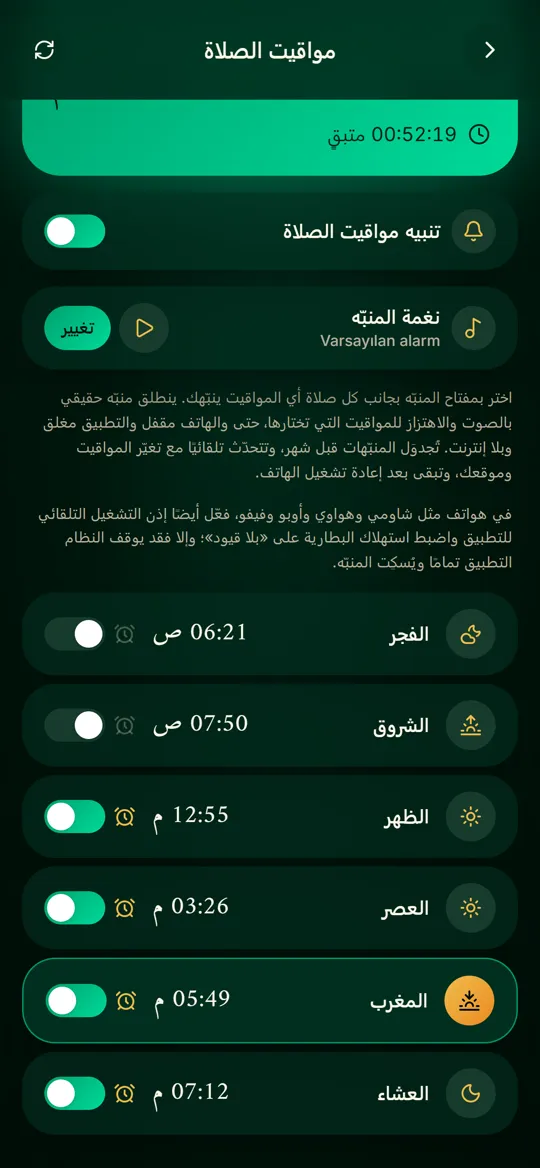 مواقيت الصلاة
00:52:19 متبقٍ
تنبيه مواقيت الصلاة
نغمة المنبّه
Varsayılan alarm
تغيير
اختر بمفتاح المنبّه بجانب كل صلاة أي المواقيت ينبّهك. ينطلق منبّه حقيقي
بالصوت والاهتزاز للمواقيت التي تختارها، حتى والهاتف مقفل والتطبيق مغلق
وبلا إنترنت. تُجدوَل المنبّهات قبل شهر، وتتحدّث تلقائيًا مع تغيّر المواقيت
وموقعك، وتبقى بعد إعادة تشغيل الهاتف.
في هواتف مثل شاومي وهواوي وأوبو وفيفو، فعّل أيضًا إذن التشغيل التلقائي
للتطبيق واضبط استهلاك البطارية على «بلا قيود»؛ وإلا فقد يوقف النظام
التطبيق تمامًا ويُسكِت المنبّه.
الفجر 06:21 ص
الشروق 07:50 ص
الظهر 12:55 م
العصر 03:26 م
المغرب 05:49 م
العشاء 07:12 م